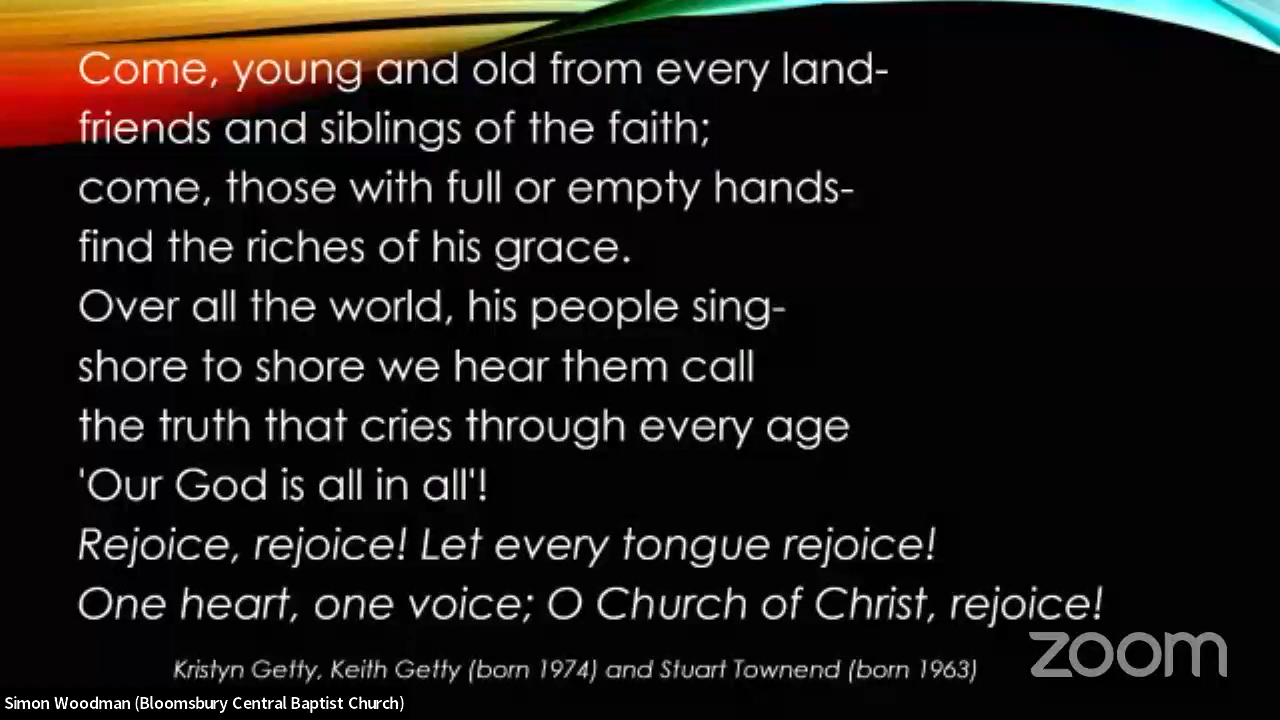 Come, young and old from every land-
friends and siblings of the faith;
come, those with full or empty hands-
find the riches of his grace.
Over all the world, his people sing-
shore to shore we hear them call
the truth that cries through every age
'Our God is all in all'!
Rejoice, rejoice! Let every tongue rejoice!
One heart, one voice; O Church of Christ, rejoice!
Kristyn Getty, Keith Getty (born 1974) and Stuart Townend (born 1963)
zoom
Simon Woodman (Bloomsbury Central Baptist Church)